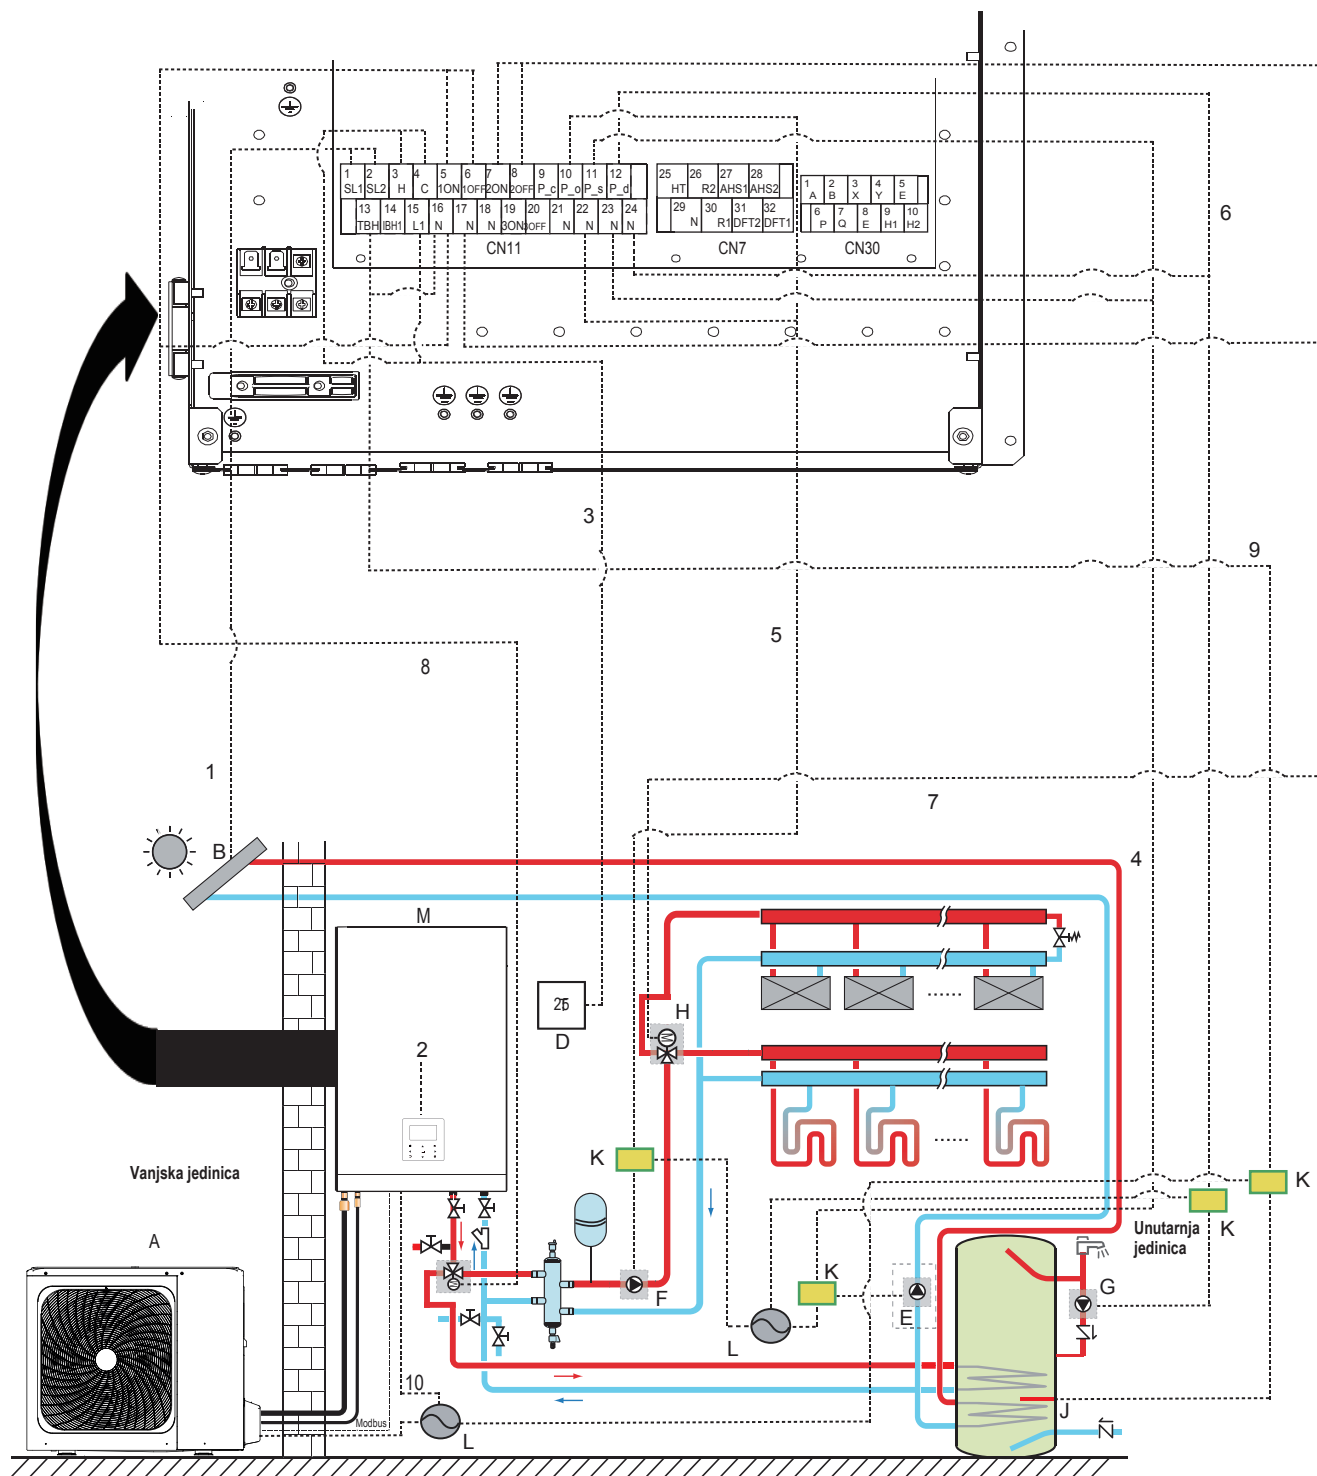 1 2 3 4 5 6 7 8 9 10 11 12
SL1 SL2 H C 1ON 1OFF 2ON 2OFF P_c P_o P_s P_d
13 14 15 16 17 18 19 20 21 22 23 24
TBH IBH1 L1 N N N 3ON 3OFF N N N N
CN11
25 26 27 28
HT R2 AHS1 AHS2
29 30 31 32
N R1 DFT2 DFT1
CN7
1 2 3 4 5
A B X Y E
6 7 8 9 10
P Q E H1 H2
CN30
6
3
9
5
8
1
7
B
4
M
H
D
2
K
K
Vanjska jedinica
K
Unutarnja
jedinica
A
K
G
F
E
L
10
J
Modbus
L